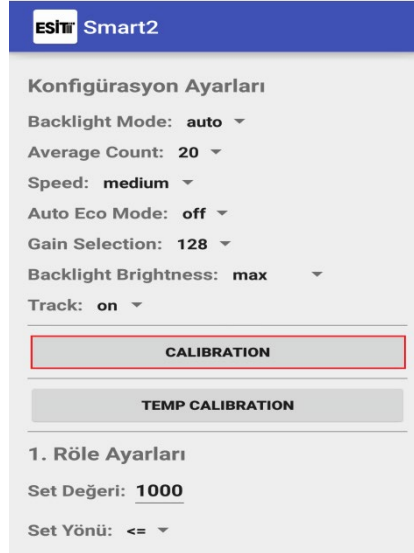 ESİT Smart2
Konfigürasyon Ayarları
Backlight Mode: auto
Average Count: 20
Speed: medium
Auto Eco Mode: off
Gain Selection: 128
Backlight Brightness: max
Track: on
CALIBRATION
TEMP CALIBRATION
1. Röle Ayarları
Set Değeri: 1000
Set Yönü: <=